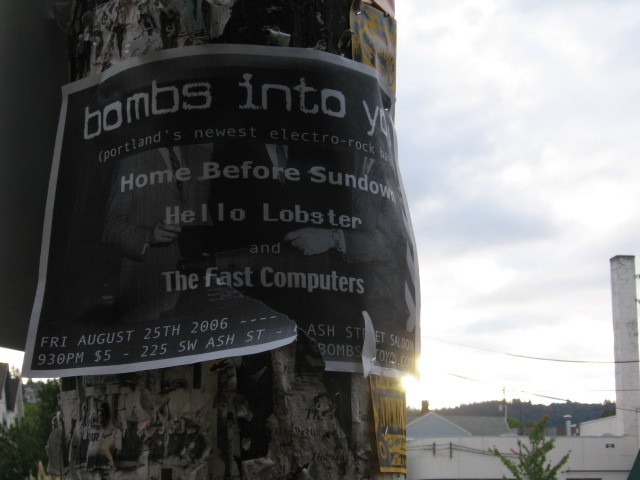 bombs into
(portland's newest electro-rock
Home Before Sundown
Hello Lobster
and
The Fast Computers
FRI AUGUST 25TH 2006 ---- ASH STREET SALOON
930PM $5 - 225 SW ASH ST - BOMBS